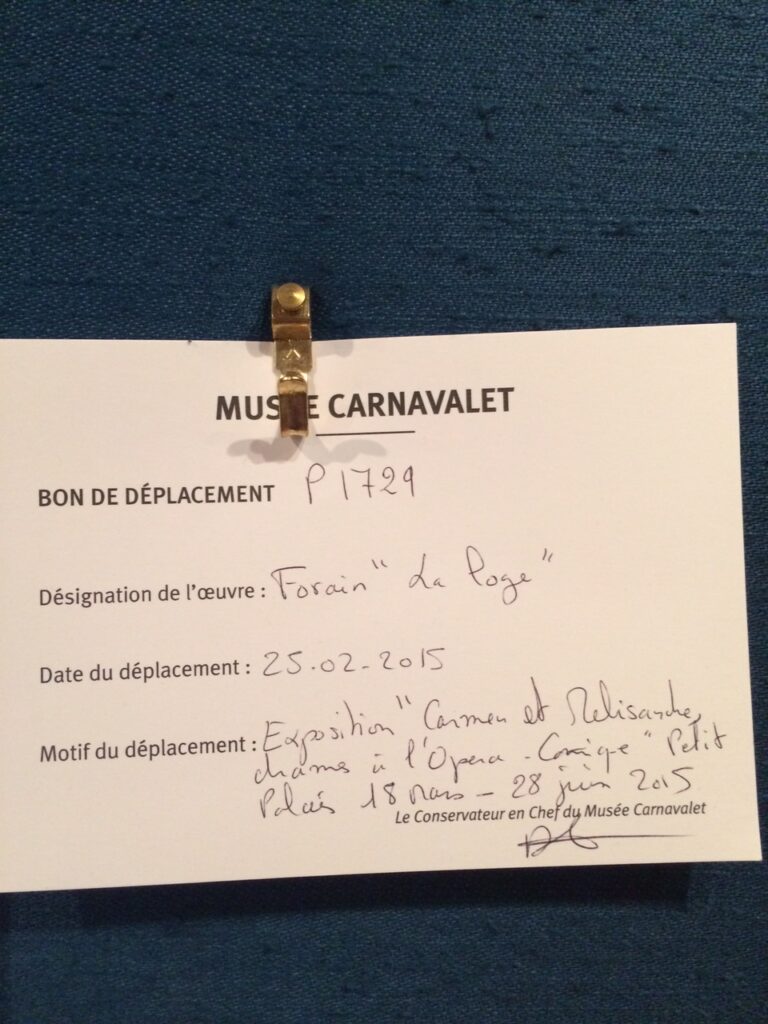 MUSÉE CARNAVALET
BON DE DÉPLACEMENT P 1729
Désignation de l'œuvre : Forain " La loge "
Date du déplacement : 25.02.2015
Motif du déplacement : Exposition " Carmen et Melisande,
drames à l'Opera-Comique " Petit
Palais 18 mars - 28 juin 2015
Le Conservateur en Chef du Musée Carnavalet